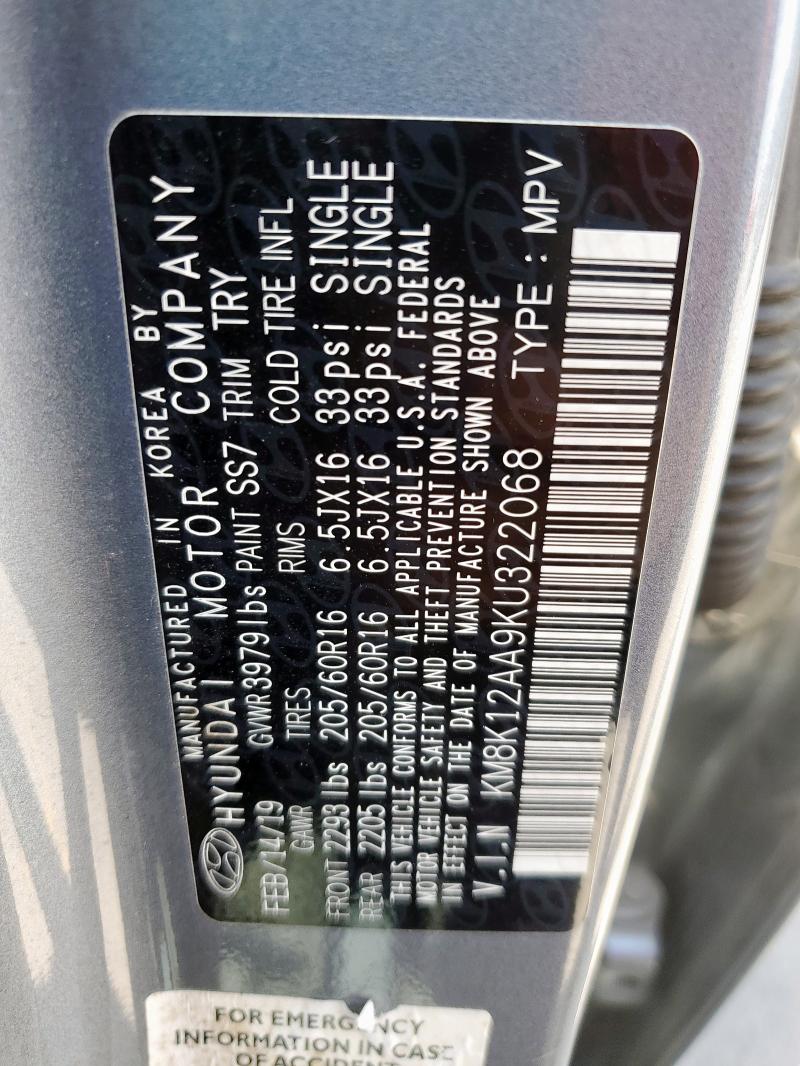 MANUFACTURED IN KOREA BY
HYUNDAI MOTOR COMPANY
FEB/14/19 GVWR 3979lbs PAINT SS7 TRIM TRY
GAWR TIRES RIMS COLD TIRE INFL
FRONT 2293 lbs 205/60R16 6.5JX16 33psi SINGLE
REAR 2205 lbs 205/60R16 6.5JX16 33psi SINGLE
THIS VEHICLE CONFORMS TO ALL APPLICABLE U.S.A. FEDERAL
MOTOR VEHICLE SAFETY AND THEFT PREVENTION STANDARDS
IN EFFECT ON THE DATE OF MANUFACTURE SHOWN ABOVE
V.I.N KM8K12AA9KU322068 TYPE : MPV
FOR EMERGENCY
INFORMATION IN CASE
OF ACCIDENT